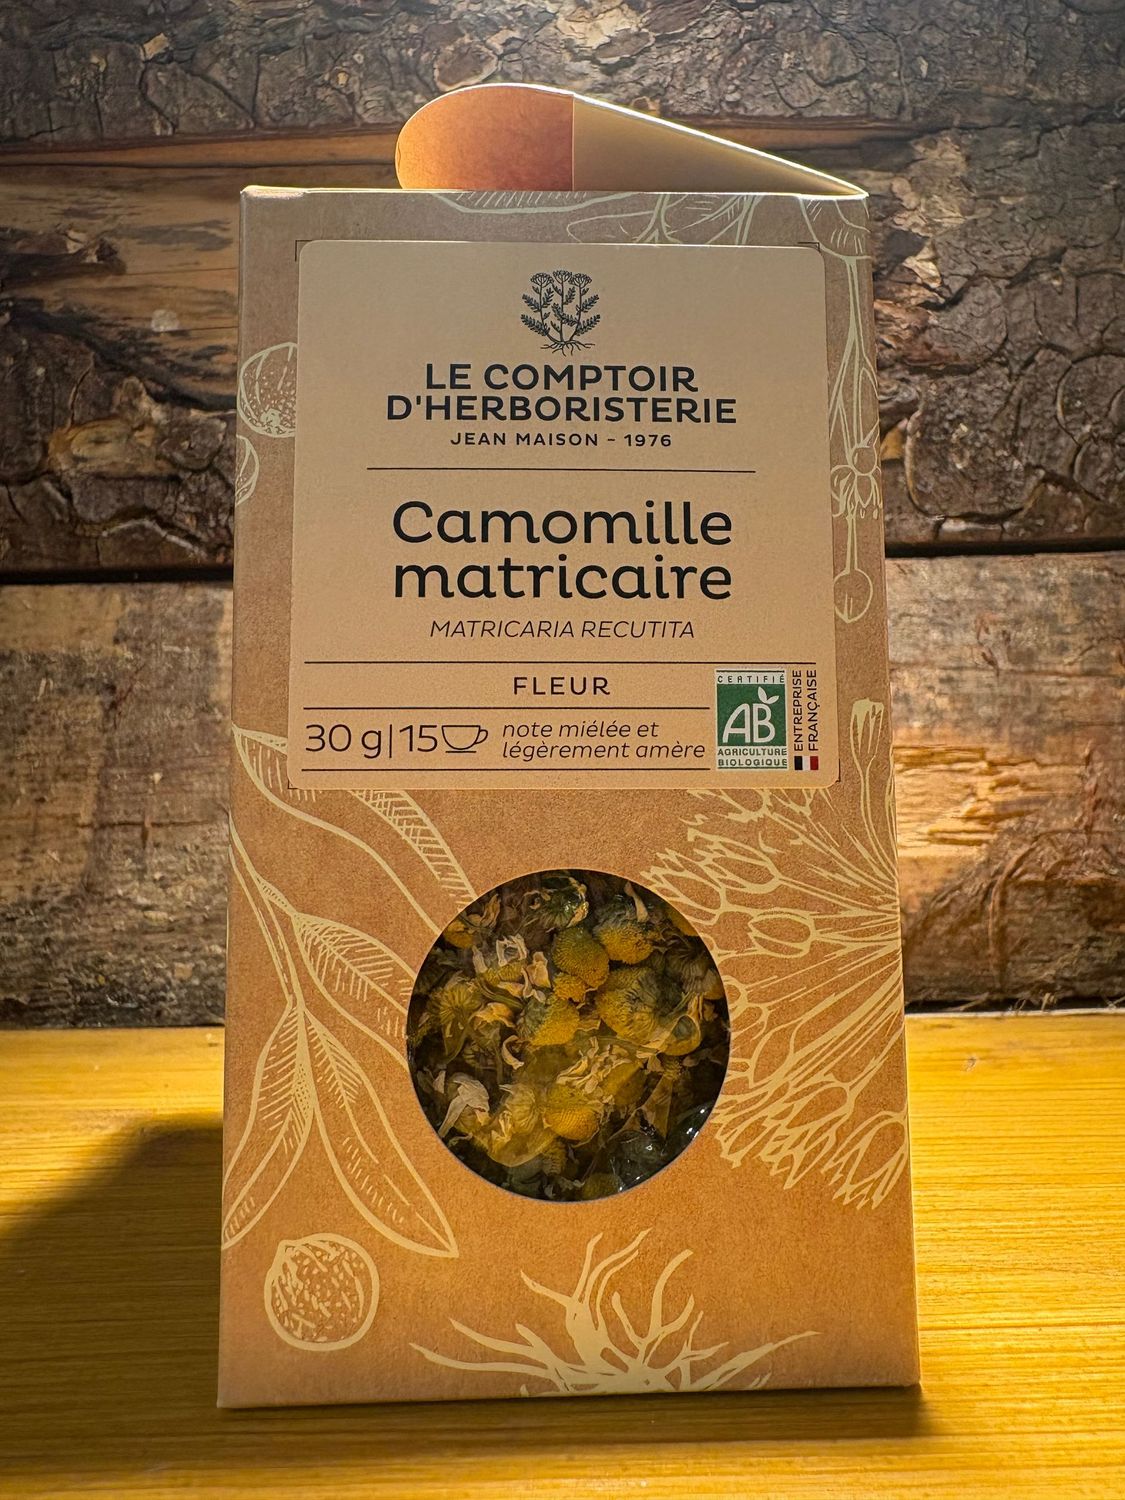 LE COMPTOIR
D'HERBORISTERIE
JEAN MAISON - 1976
Camomille
matricaire
MATRICARIA RECUTITA
FLEUR
30 g|15
note miélée et
légèrement amère
CERTIFIÉ
AB
AGRICULTURE
BIOLOGIQUE
ENTREPRISE
FRANÇAISE